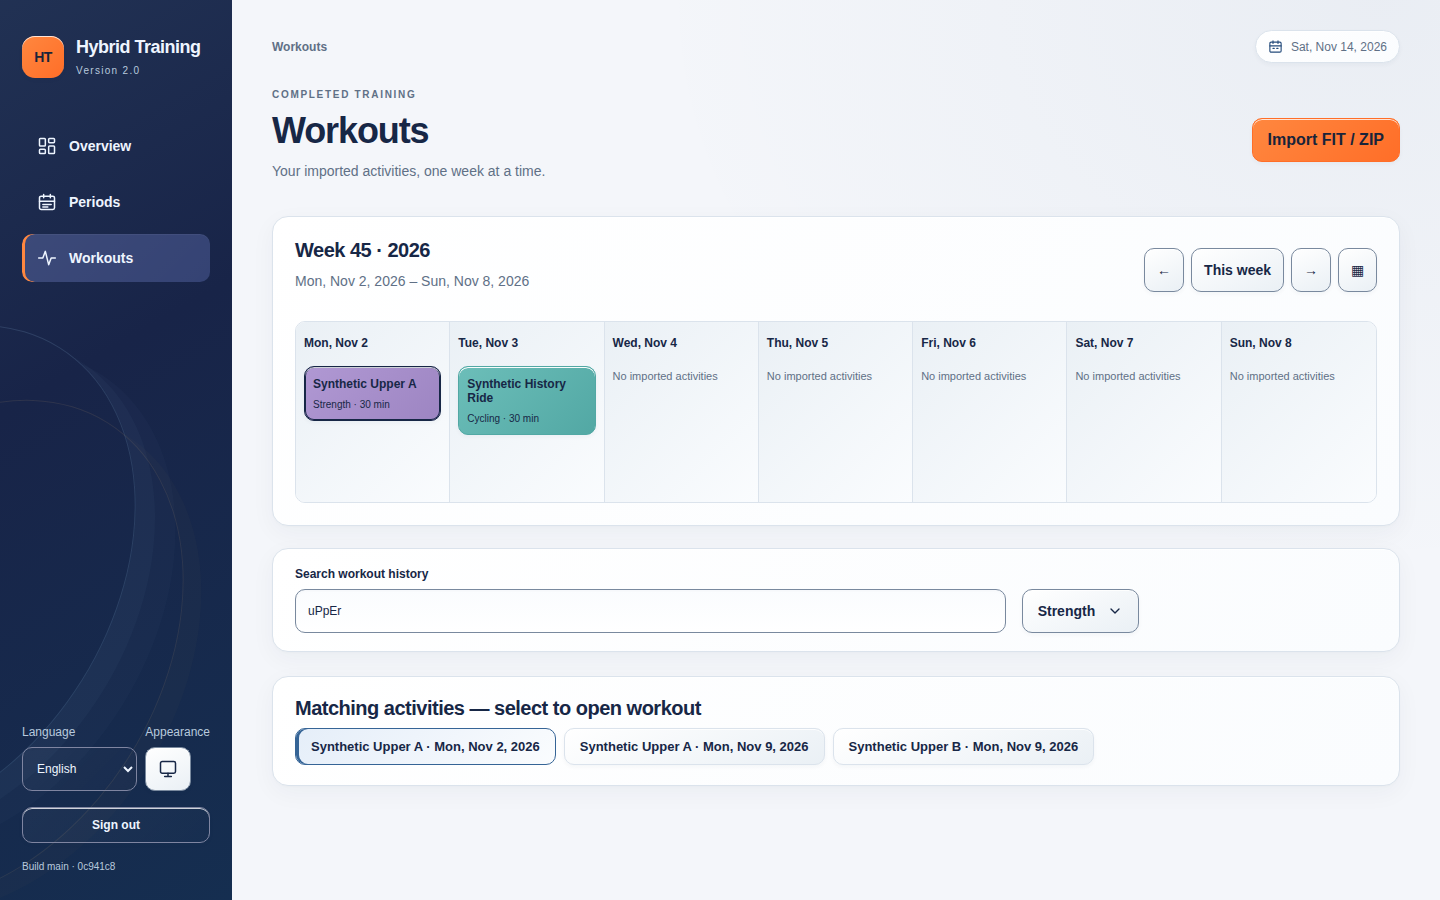 HT
Hybrid Training
Version 2.0
Overview
Periods
Workouts
Language
Appearance
English
Sign out
Build main · 0c941c8
Workouts
Sat, Nov 14, 2026
COMPLETED TRAINING
Workouts
Your imported activities, one week at a time.
Import FIT / ZIP
Week 45 · 2026
Mon, Nov 2, 2026 – Sun, Nov 8, 2026
←
This week
→
Mon, Nov 2
Synthetic Upper A
Strength · 30 min
Tue, Nov 3
Synthetic History
Ride
Cycling · 30 min
Wed, Nov 4
No imported activities
Thu, Nov 5
No imported activities
Fri, Nov 6
No imported activities
Sat, Nov 7
No imported activities
Sun, Nov 8
No imported activities
Search workout history
uPpEr
Strength
Matching activities — select to open workout
Synthetic Upper A · Mon, Nov 2, 2026
Synthetic Upper A · Mon, Nov 9, 2026
Synthetic Upper B · Mon, Nov 9, 2026